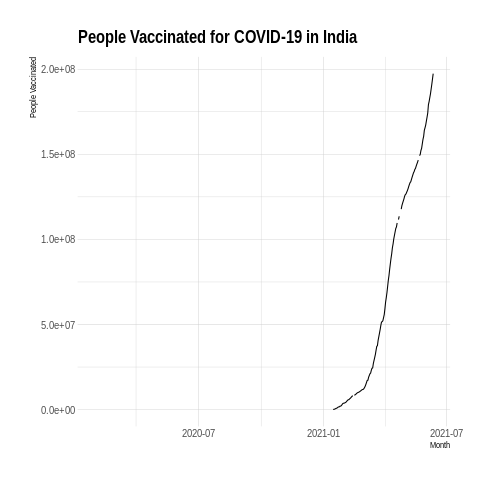 People Vaccinated for COVID-19 in India
People Vaccinated
2.0e+08
1.5e+08
1.0e+08
5.0e+07
0.0e+00
2020-07 2021-01 2021-07
Month